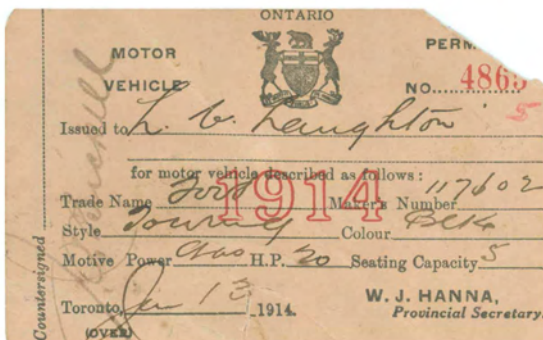 ONTARIO
MOTOR PERM
VEHICLE NO. 4865
5
Issued to L. V. Laughton
for motor vehicle described as follows :
1914
Trade Name Ford Maker's Number 117602
Style Touring Colour Blk
Motive Power Gas H.P. 20 Seating Capacity 5
Toronto, Jan 13 1914.
W. J. HANNA,
Provincial Secretary
(OVER)
Countersigned